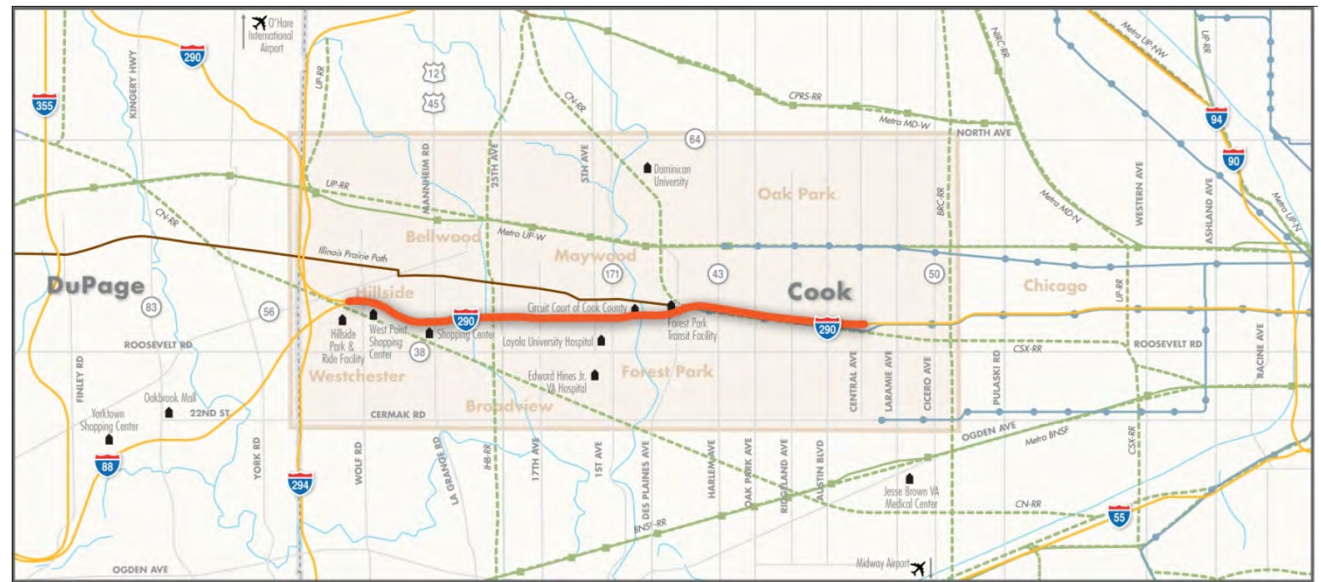 O'Hare
International
Airport
290
355
KINGERY HWY
UP-RR
12
45
MANNHEIM RD
25TH AVE
CN-RR
5TH AVE
CPRS-RR
Metra MD-W
NIRC-RR
NORTH AVE
Metra UP-NW
UP-RR
94
90
64
Dominican
University
Oak Park
BRC-RR
Metra MD-N
WESTERN AVE
ASHLAND AVE
Metra UP-N
UP-RR
CN-RR
Bellwood
Metra UP-W
Maywood
Illinois Prairie Path
171
43
50
DuPage
Hillside
Cook
Chicago
UP-RR
83
56
290
Circuit Court of Cook County
Forest Park
Transit Facility
290
West Point
Shopping
Center
Shopping Center
38
Hillside
Park &
Ride Facility
Loyola University Hospital
CSX-RR
ROOSEVELT RD
ROOSEVELT RD
RACINE AVE
Westchester
Edward Hines Jr.
VA Hospital
Forest Park
CENTRAL AVE
LARAMIE AVE
CICERO AVE
PULASKI RD
FINLEY RD
Oakbrook Mall
22ND ST
CERMAK RD
Broadview
Yorktown
Shopping Center
88
YORK RD
294
WOLF RD
LA GRANGE RD
IHB-RR
17TH AVE
1ST AVE
DES PLAINES AVE
HARLEM AVE
OAK PARK AVE
RIDGELAND AVE
AUSTIN BLVD
OGDEN AVE
Metra BNSF
CSX-RR
Jesse Brown VA
Medical Center
BNSF-RR
CN-RR
55
OGDEN AVE
Midway Airport